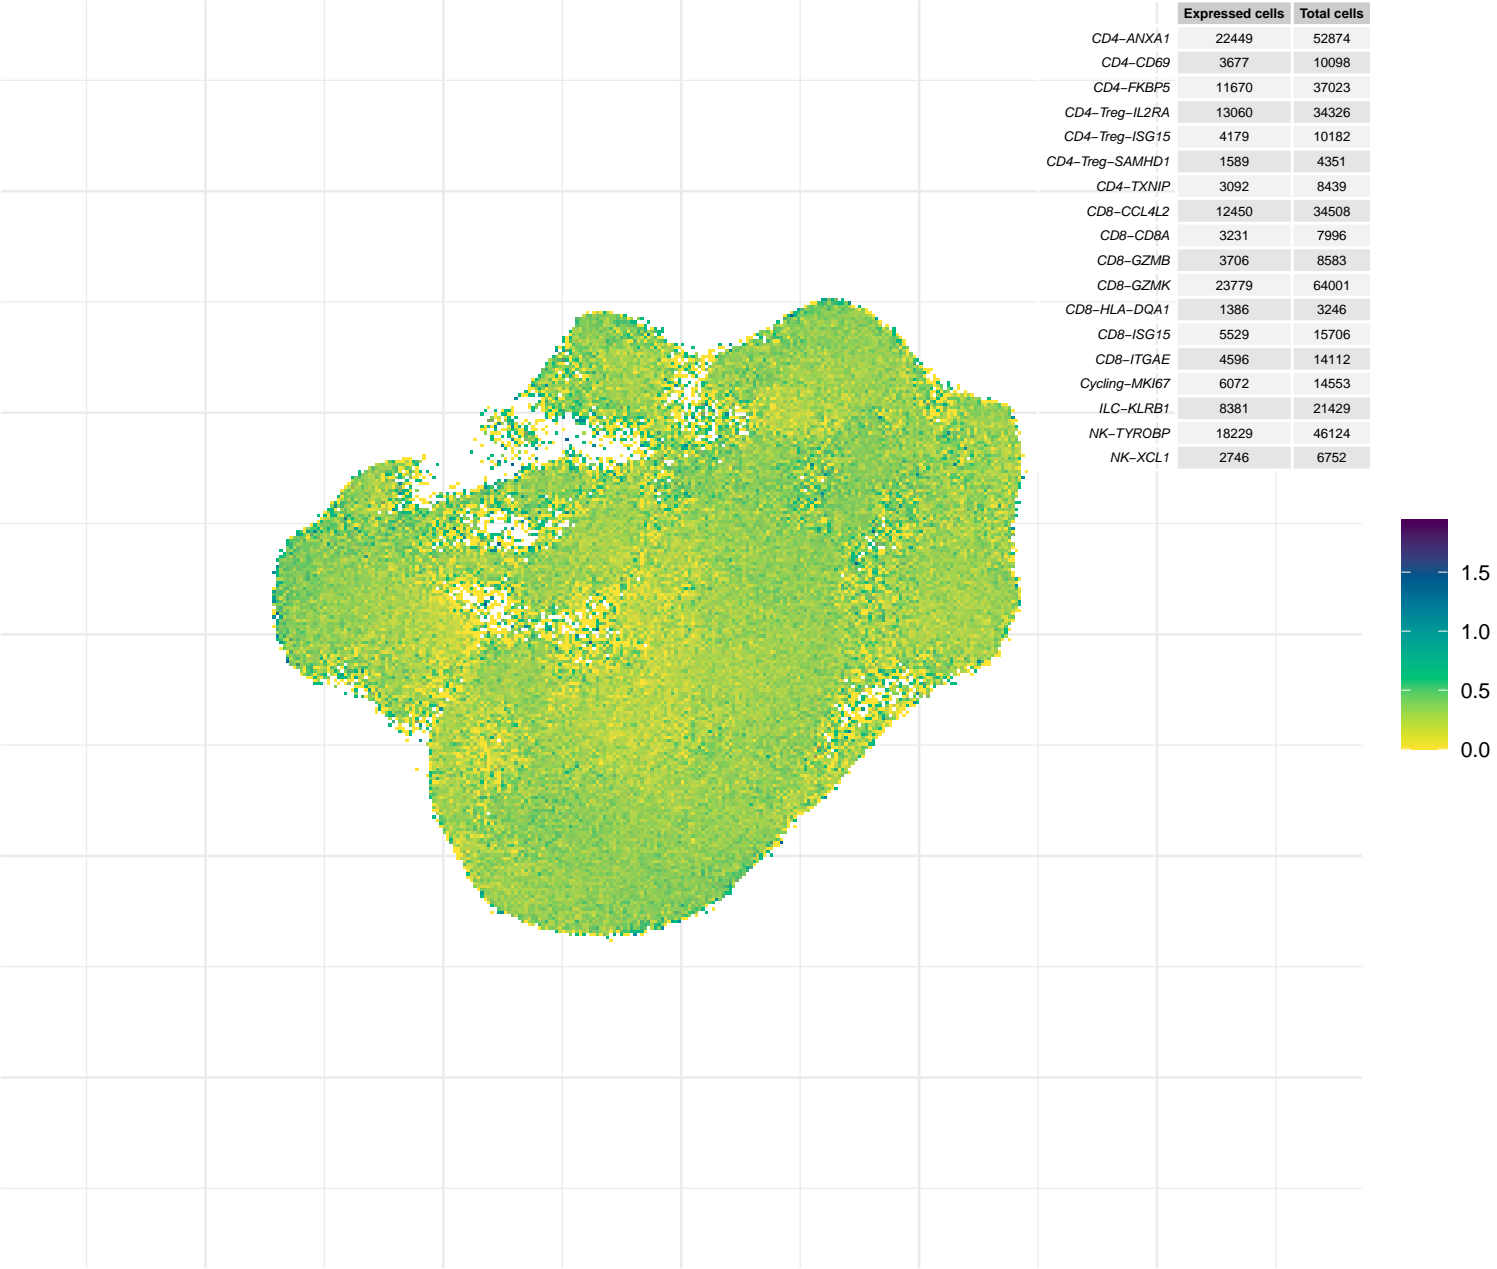 Expressed cells Total cells
CD4−ANXA1 22449 52874
CD4−CD69 3677 10098
CD4−FKBP5 11670 37023
CD4−Treg−IL2RA 13060 34326
CD4−Treg−ISG15 4179 10182
CD4−Treg−SAMHD1 1589 4351
CD4−TXNIP 3092 8439
CD8−CCL4L2 12450 34508
CD8−CD8A 3231 7996
CD8−GZMB 3706 8583
CD8−GZMK 23779 64001
CD8−HLA−DQA1 1386 3246
CD8−ISG15 5529 15706
CD8−ITGAE 4596 14112
Cycling−MKI67 6072 14553
ILC−KLRB1 8381 21429
NK−TYROBP 18229 46124
NK−XCL1 2746 6752
1.5
1.0
0.5
0.0